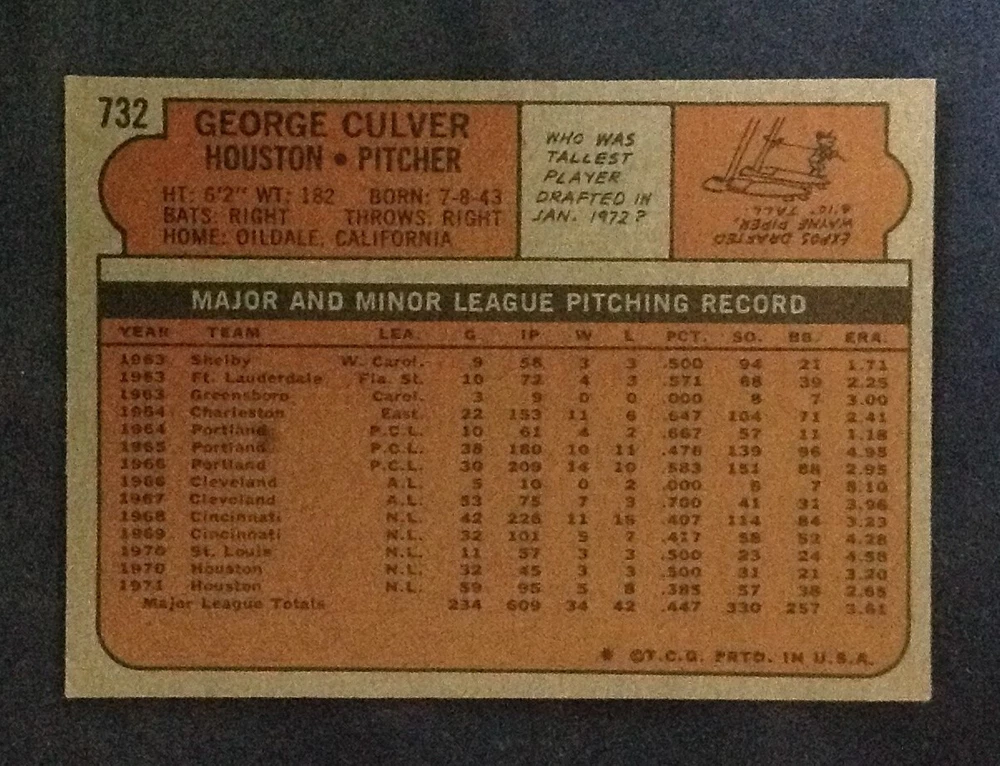 732
GEORGE CULVER
HOUSTON • PITCHER
HT: 6'2" WT: 182 BORN: 7-8-43
BATS: RIGHT THROWS: RIGHT
HOME: OILDALE, CALIFORNIA
WHO WAS
TALLEST
PLAYER
DRAFTED IN
JAN. 1972?
EXPOS DRAFTED
WAYNE PIPER,
6'10" TALL
MAJOR AND MINOR LEAGUE PITCHING RECORD
YEAR TEAM LEA. G IP W L PCT. SO. BB. ERA.
1963 Shelby W. Carol. 9 58 3 3 .500 94 21 1.71
1963 Ft. Lauderdale Fla. St. 10 72 4 3 .571 68 39 2.25
1963 Greensboro Carol. 3 9 0 0 .000 8 7 3.00
1964 Charleston East. 22 153 11 6 .647 104 71 2.41
1964 Portland P.C.L. 10 61 4 2 .667 57 11 1.18
1965 Portland P.C.L. 38 180 10 11 .476 139 96 4.95
1966 Portland P.C.L. 30 209 14 10 .583 151 88 2.95
1966 Cleveland A.L. 5 10 0 2 .000 6 7 8.10
1967 Cleveland A.L. 53 75 7 3 .700 41 31 3.96
1968 Cincinnati N.L. 42 226 11 16 .407 114 84 3.23
1969 Cincinnati N.L. 32 101 5 7 .417 58 52 4.28
1970 St. Louis N.L. 11 57 3 3 .500 23 24 4.58
1970 Houston N.L. 32 45 3 3 .500 31 21 3.20
1971 Houston N.L. 59 95 5 8 .385 57 38 2.65
Major League Totals 234 609 34 42 .447 330 257 3.61
* ©T.C.G. PRTD. IN U.S.A.